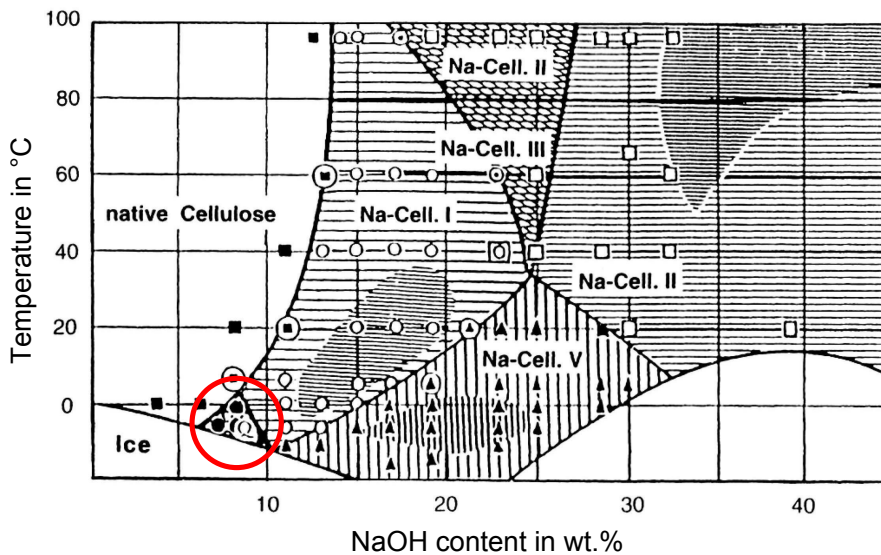 100
Na-Cell. II
80
Na-Cell. III
60
native Cellulose
Na-Cell. I
40
Na-Cell. II
20
Na-Cell. V
0
Ice
10
20
30
40
Temperature in °C
NaOH content in wt.%